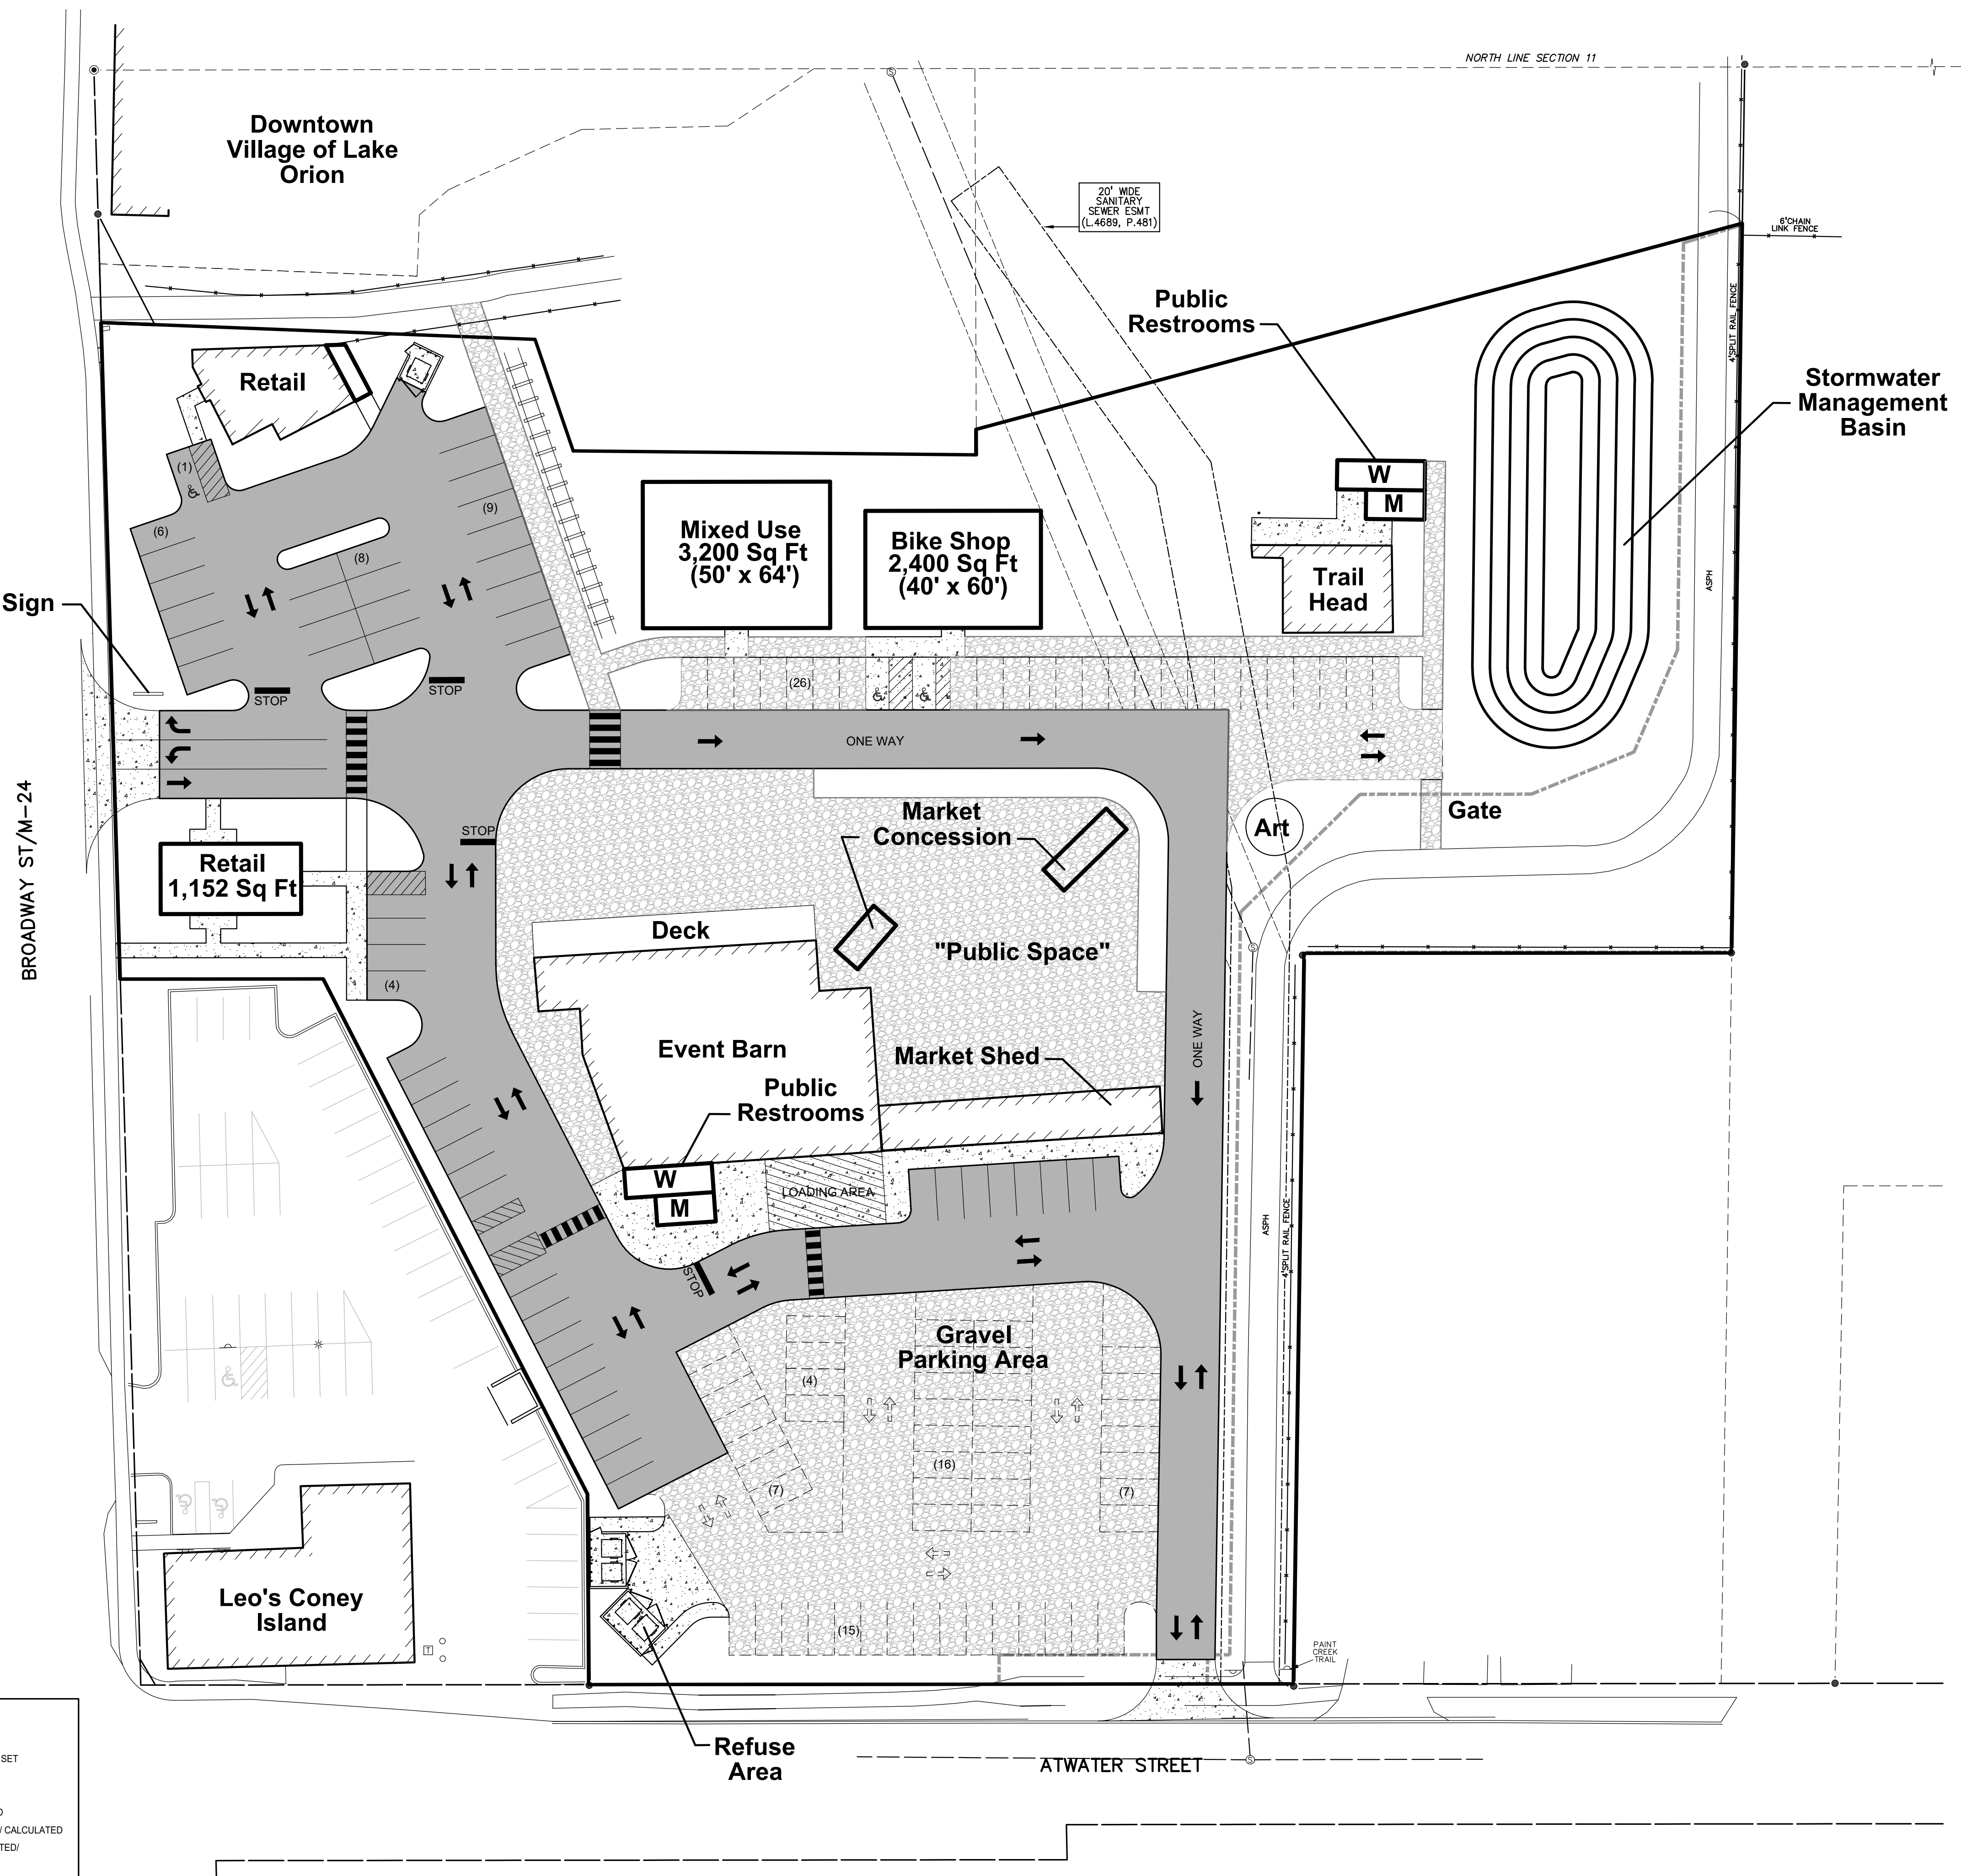 NORTH LINE SECTION 11
Downtown
Village of Lake
Orion
20' WIDE
SANITARY
SEWER ESMT
(L.4689, P.481)
6'CHAIN
LINK FENCE
Public
Restrooms
4'SPLIT RAIL FENCE
Retail
Stormwater
Management
Basin
W
M
(1)
(6)
(9)
(8)
Mixed Use
3,200 Sq Ft
(50' x 64')
Bike Shop
2,400 Sq Ft
(40' x 60')
Trail
Head
ASPH
Sign
STOP
STOP
(26)
ONE WAY
BROADWAY ST/M-24
STOP
Market
Concession
Art
Gate
Retail
1,152 Sq Ft
Deck
"Public Space"
(4)
ONE WAY
Event Barn
Market Shed
Public
Restrooms
W
M
LOADING AREA
ASPH
4'SPLIT RAIL FENCE
STOP
Gravel
Parking Area
(4)
(16)
(7)
(7)
Leo's Coney
Island
T
(15)
PAINT
CREEK
TRAIL
Refuse
Area
ATWATER STREET
S
S
S
SET
D
/ CALCULATED
TED/